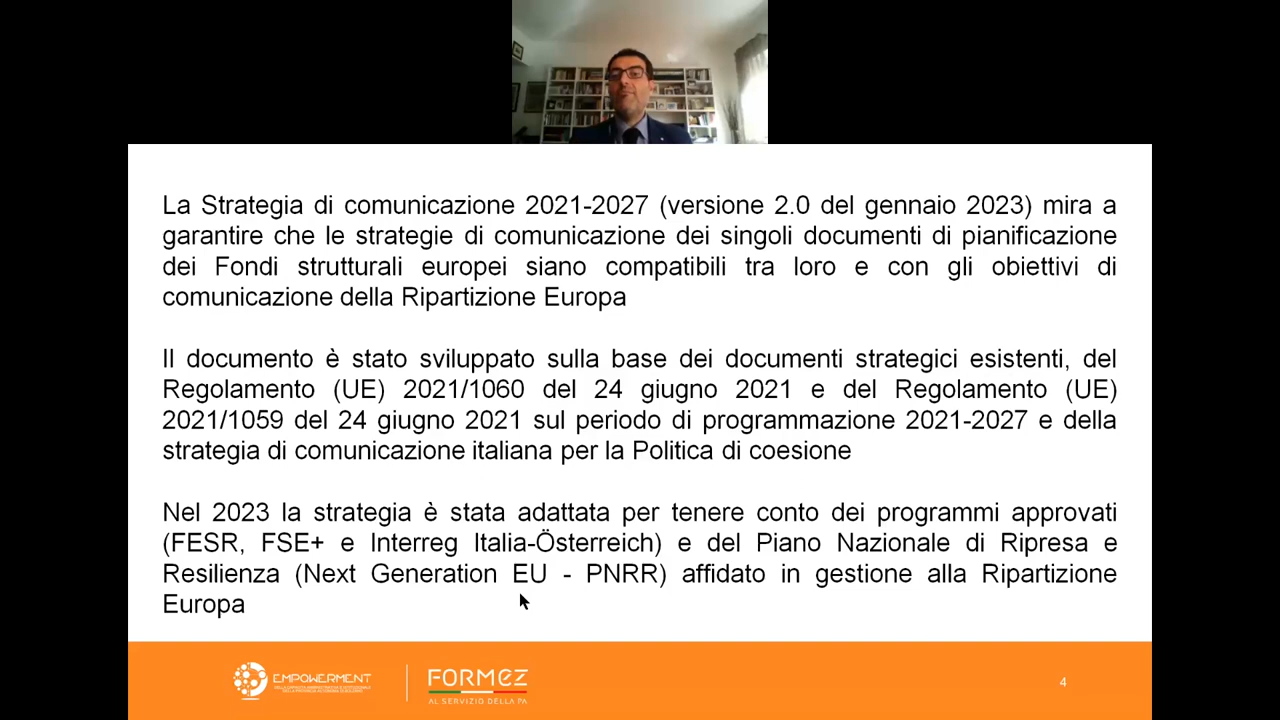 La Strategia di comunicazione 2021-2027 (versione 2.0 del gennaio 2023) mira a
garantire che le strategie di comunicazione dei singoli documenti di pianificazione
dei Fondi strutturali europei siano compatibili tra loro e con gli obiettivi di
comunicazione della Ripartizione Europa
Il documento è stato sviluppato sulla base dei documenti strategici esistenti, del
Regolamento (UE) 2021/1060 del 24 giugno 2021 e del Regolamento (UE)
2021/1059 del 24 giugno 2021 sul periodo di programmazione 2021-2027 e della
strategia di comunicazione italiana per la Politica di coesione
Nel 2023 la strategia è stata adattata per tenere conto dei programmi approvati
(FESR, FSE+ e Interreg Italia-Österreich) e del Piano Nazionale di Ripresa e
Resilienza (Next Generation EU - PNRR) affidato in gestione alla Ripartizione
Europa
EMPOWERMENT
FORMEZ
AL SERVIZIO DELLA PA
4